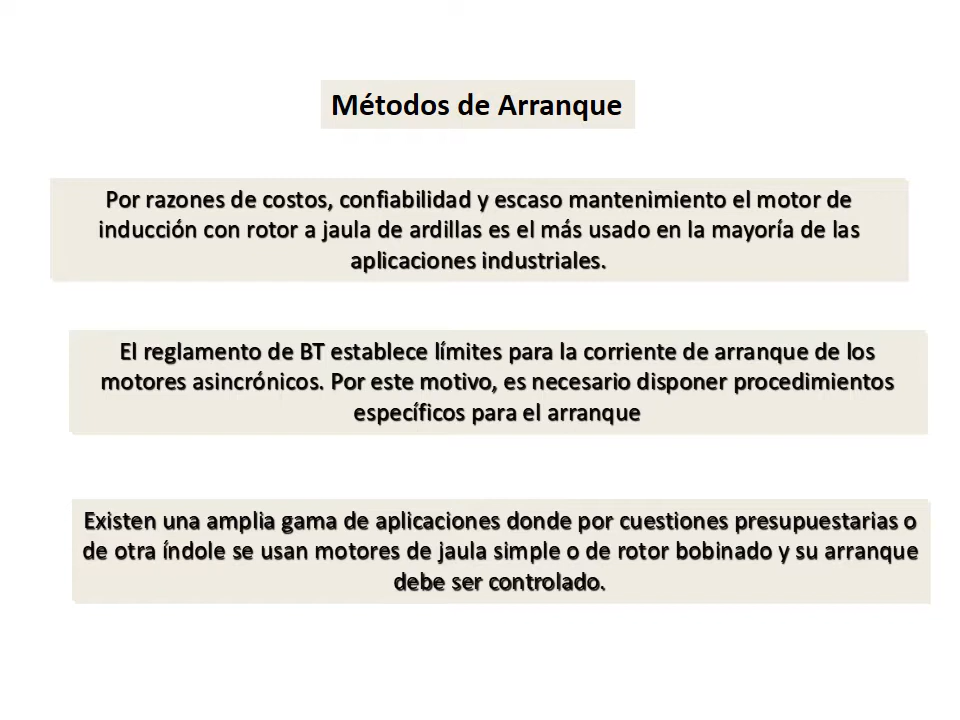 Métodos de Arranque
Por razones de costos, confiabilidad y escaso mantenimiento el motor de
inducción con rotor a jaula de ardillas es el más usado en la mayoría de las
aplicaciones industriales.
El reglamento de BT establece límites para la corriente de arranque de los
motores asincrónicos. Por este motivo, es necesario disponer procedimientos
específicos para el arranque
Existen una amplia gama de aplicaciones donde por cuestiones presupuestarias o
de otra índole se usan motores de jaula simple o de rotor bobinado y su arranque
debe ser controlado.